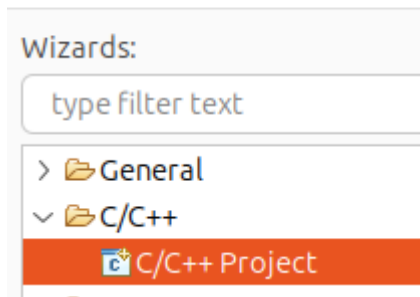 Wizards:
type filter text
General
C/C++
C/C++ Project